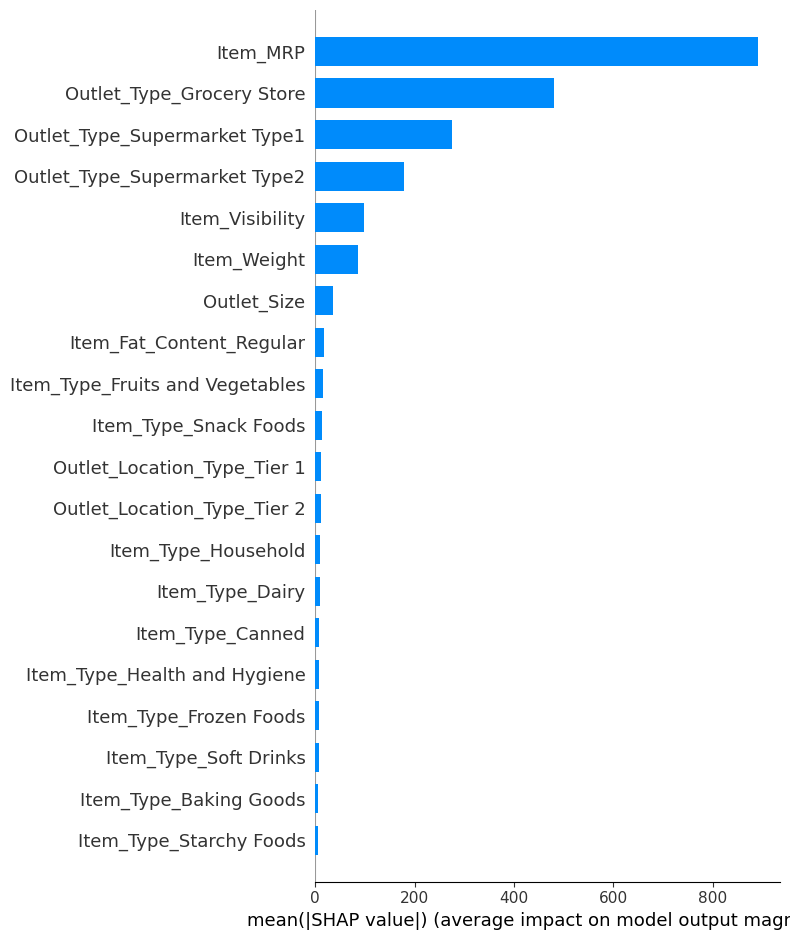 Item_MRP
Outlet_Type_Grocery Store
Outlet_Type_Supermarket Type1
Outlet_Type_Supermarket Type2
Item_Visibility
Item_Weight
Outlet_Size
Item_Fat_Content_Regular
Item_Type_Fruits and Vegetables
Item_Type_Snack Foods
Outlet_Location_Type_Tier 1
Outlet_Location_Type_Tier 2
Item_Type_Household
Item_Type_Dairy
Item_Type_Canned
Item_Type_Health and Hygiene
Item_Type_Frozen Foods
Item_Type_Soft Drinks
Item_Type_Baking Goods
Item_Type_Starchy Foods
0 200 400 600 800
mean(|SHAP value|) (average impact on model output magr